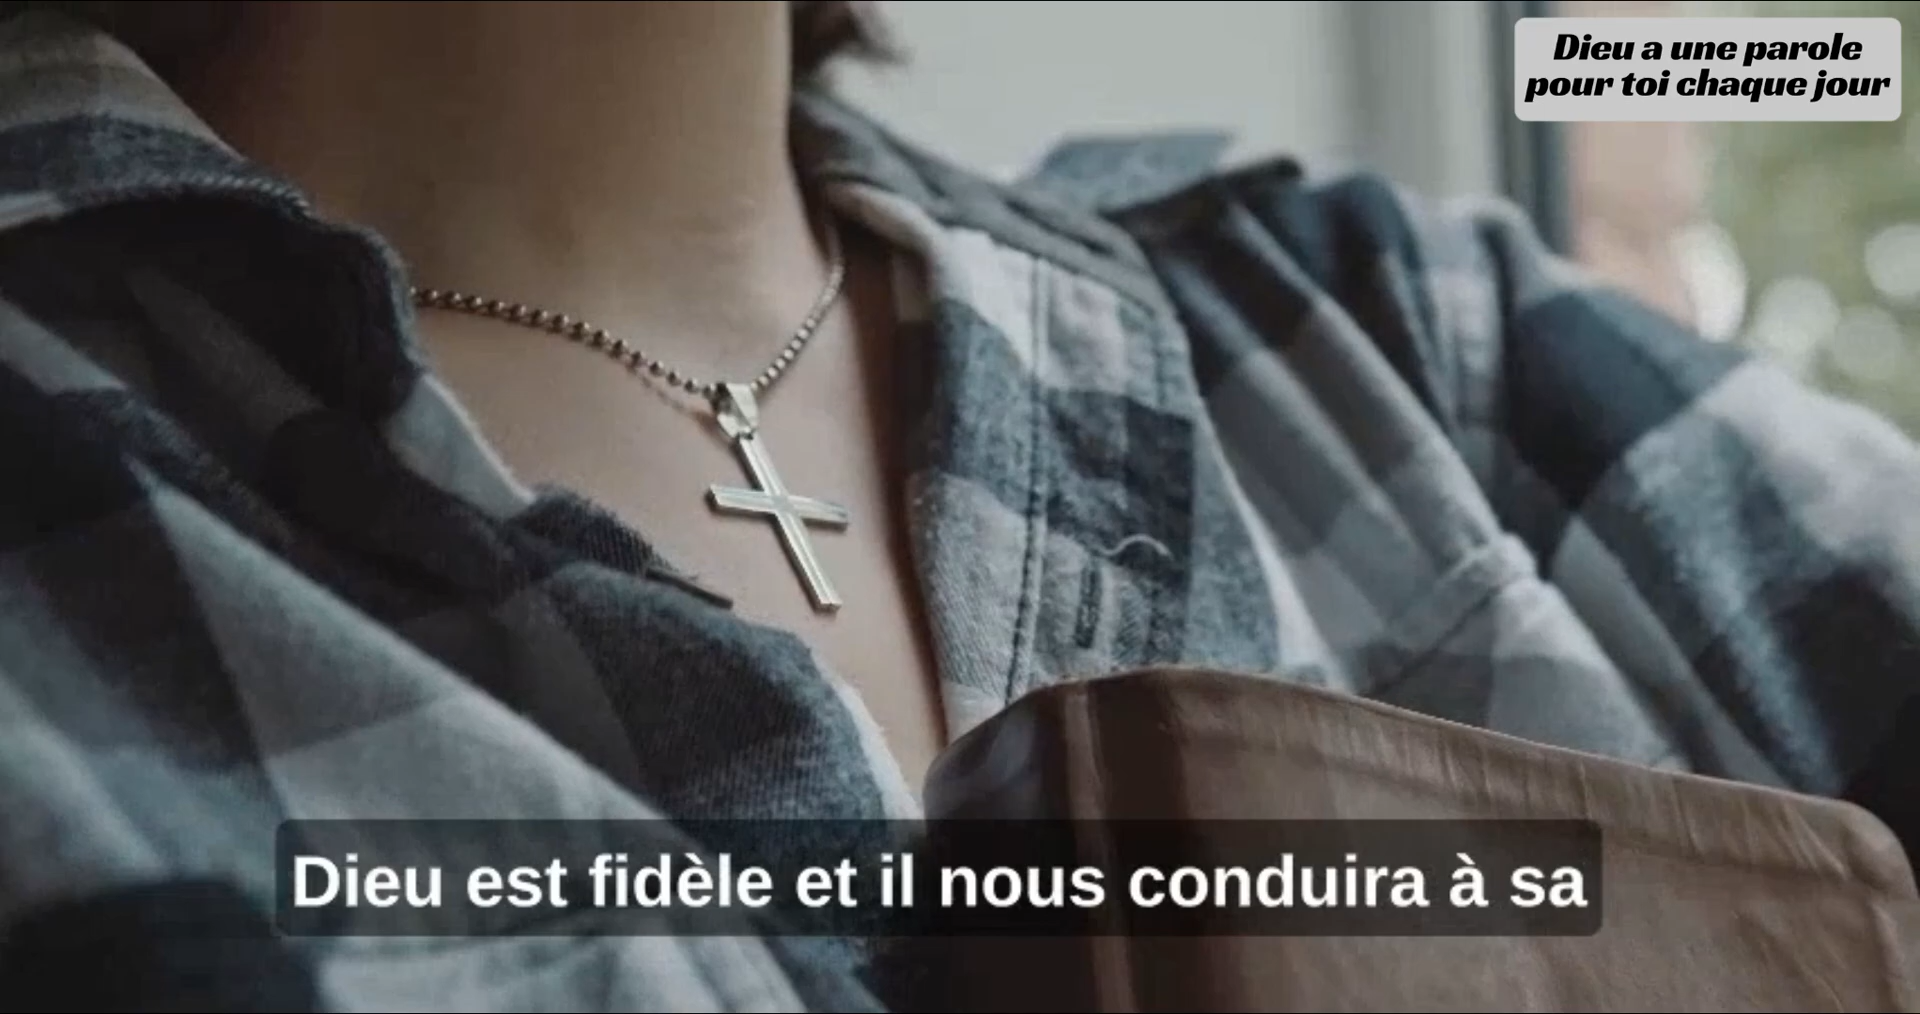 Dieu a une parole
pour toi chaque jour
Dieu est fidèle et il nous conduira à sa